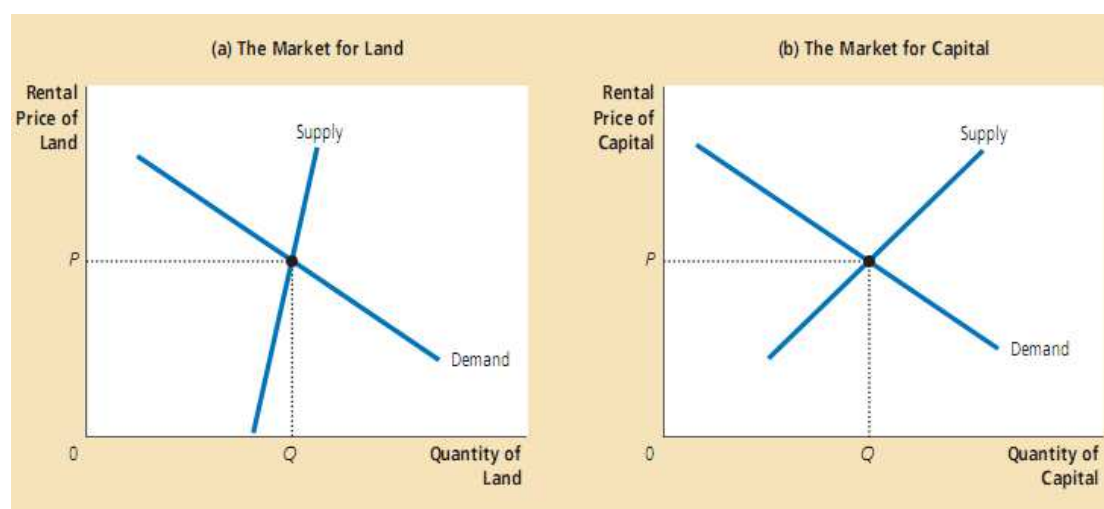 (a) The Market for Land
Rental
Price of
Land
Supply
P
Demand
0
Q
Quantity of
Land
(b) The Market for Capital
Rental
Price of
Capital
Supply
P
Demand
0
Q
Quantity of
Capital